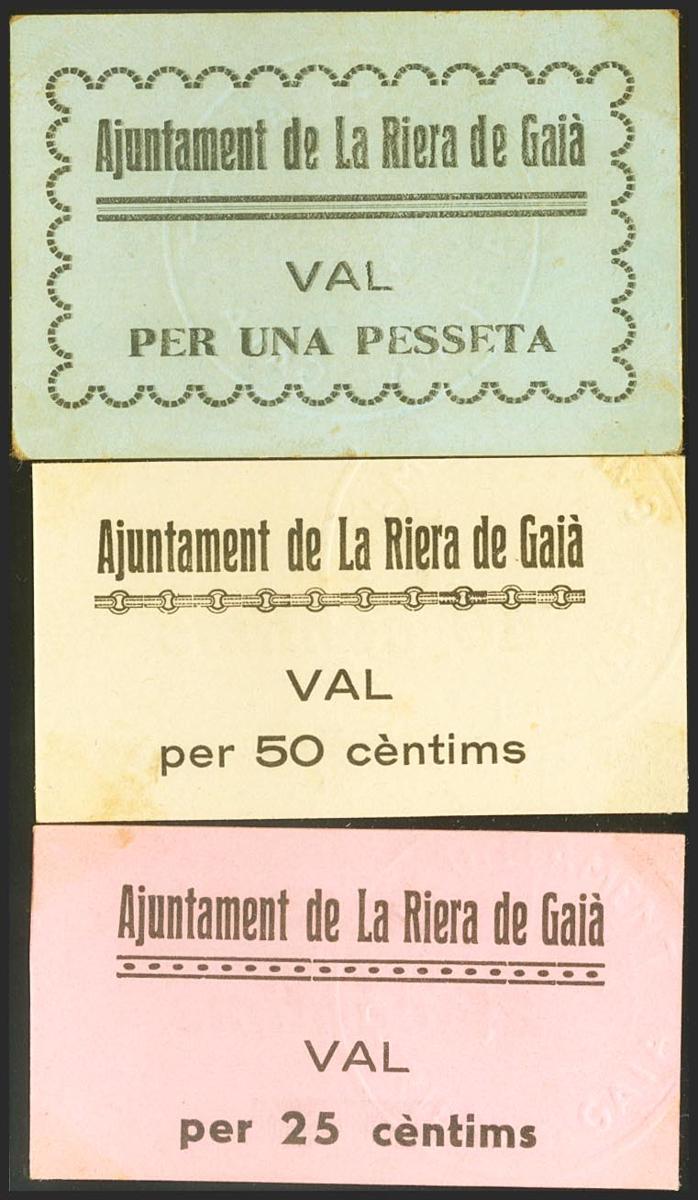 Ajuntament de La Riera de Gaià
VAL
PER UNA PESSETA
Ajuntament de La Riera de Gaià
VAL
per 50 cèntims
Ajuntament de La Riera de Gaià
VAL
per 25 cèntims